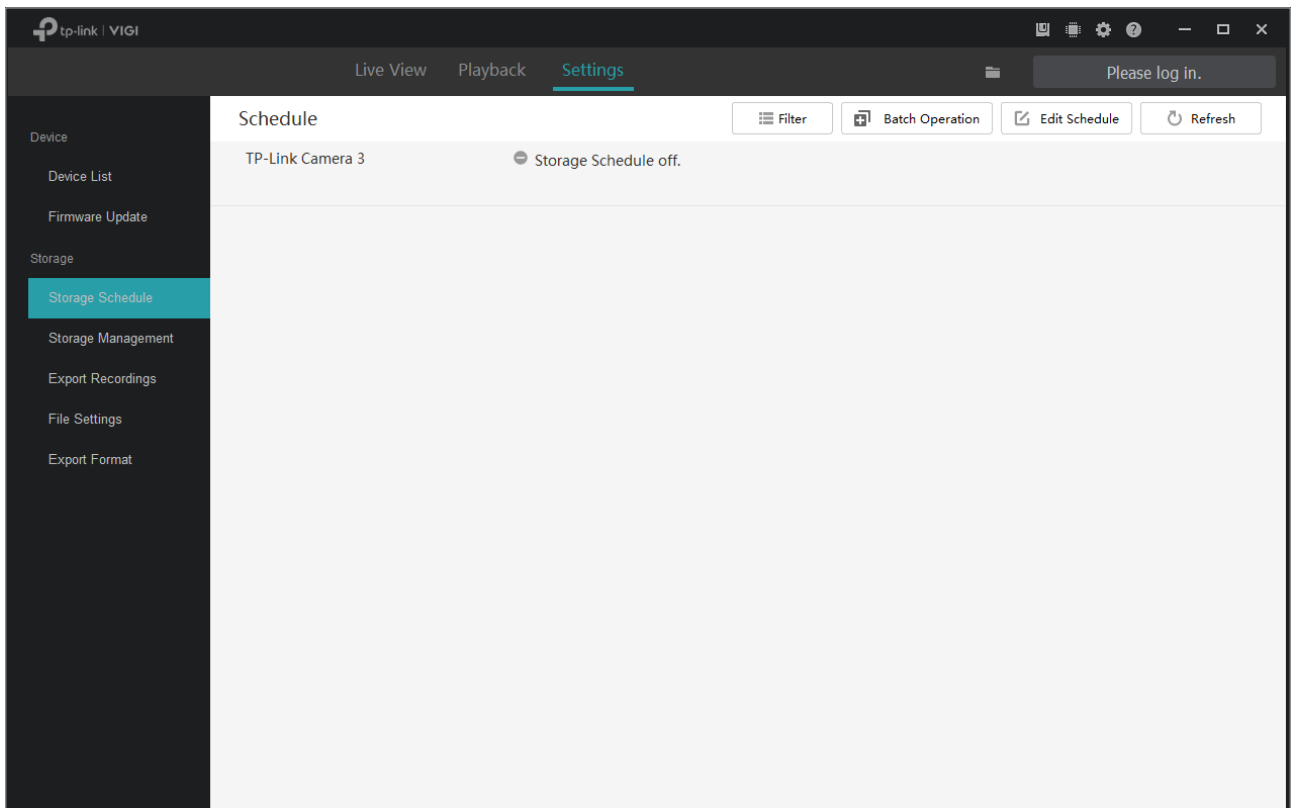 tp-link | VIGI
Live View Playback Settings Please log in.
Device
Device List
Firmware Update
Storage
Storage Schedule
Storage Management
Export Recordings
File Settings
Export Format
Schedule Filter Batch Operation Edit Schedule Refresh
TP-Link Camera 3 Storage Schedule off.